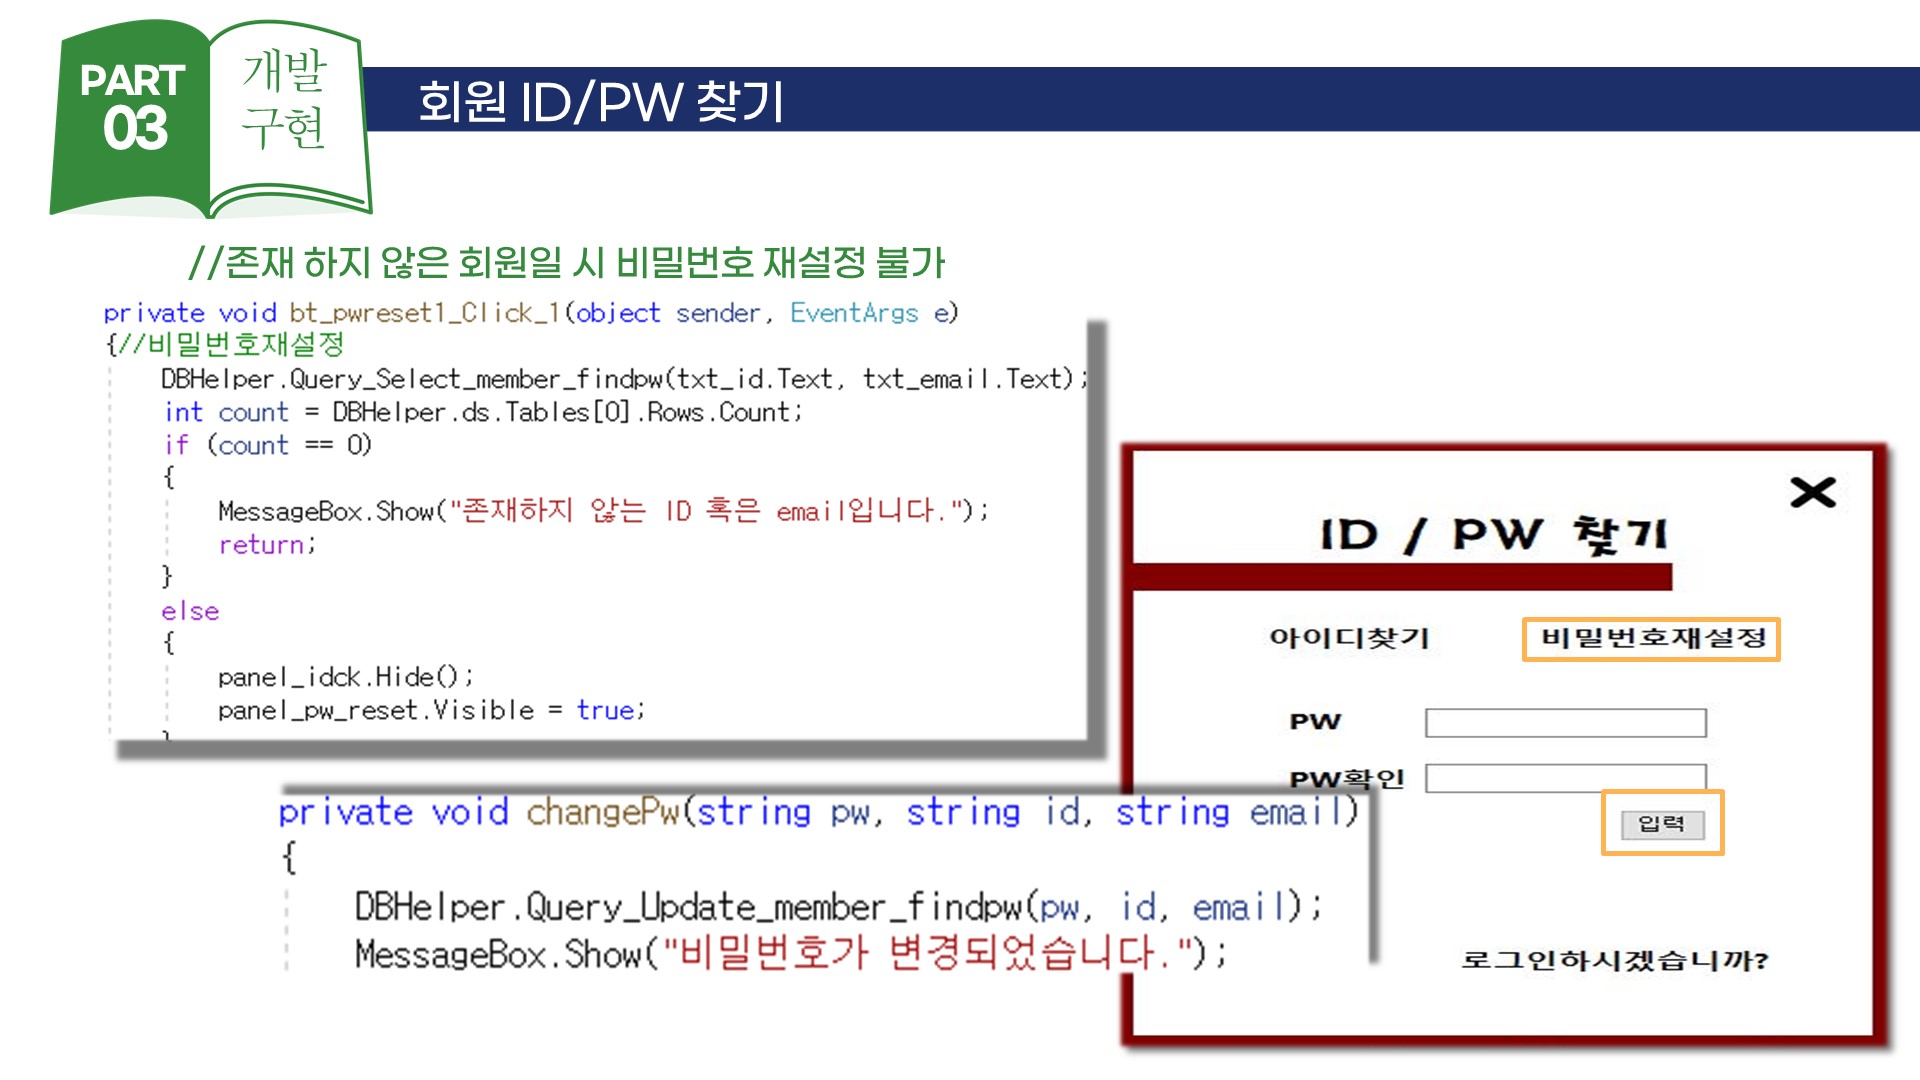 PART
03
개발
구현
회원 ID/PW 찾기
//존재 하지 않은 회원일 시 비밀번호 재설정 불가
private void bt_pwreset1_Click_1(object sender, EventArgs e)
{//비밀번호재설정
DBHelper.Query_Select_member_findpw(txt_id.Text, txt_email.Text);
int count = DBHelper.ds.Tables[0].Rows.Count;
if (count == 0)
{
MessageBox.Show("존재하지 않는 ID 혹은 email입니다.");
return;
}
else
{
panel_idck.Hide();
panel_pw_reset.Visible = true;
}
private void changePw(string pw, string id, string email)
{
DBHelper.Query_Update_member_findpw(pw, id, email);
MessageBox.Show("비밀번호가 변경되었습니다.");
ID / PW 찾기
아이디찾기 비밀번호재설정
PW
PW확인
입력
로그인하시겠습니까?